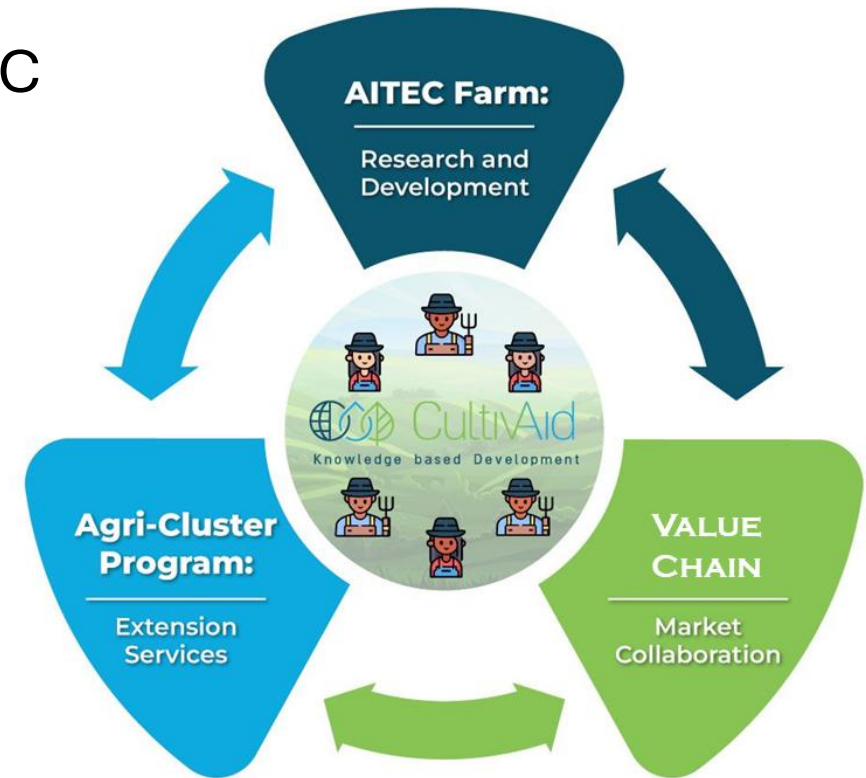 C
AITEC Farm:
Research and
Development
CultivAid
Knowledge based Development
Agri-Cluster
Program:
Extension
Services
VALUE
CHAIN
Market
Collaboration